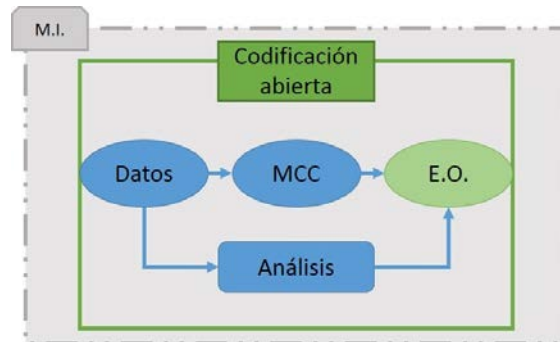 M.I.
Codificación
abierta
Datos
MCC
E.O.
Análisis